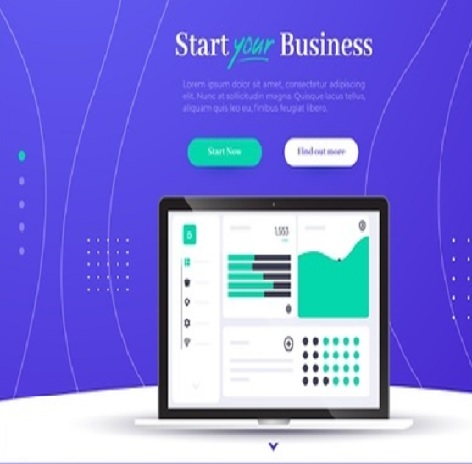 Start your Business
Lorem ipsum dolor sit amet, consectetur adipiscing
elit. Nunc at sollicitudin magna. Quisque lacus tellus,
aliquam quis leo eu, finibus feugiat libero.
Start Now
Find out more
1,553